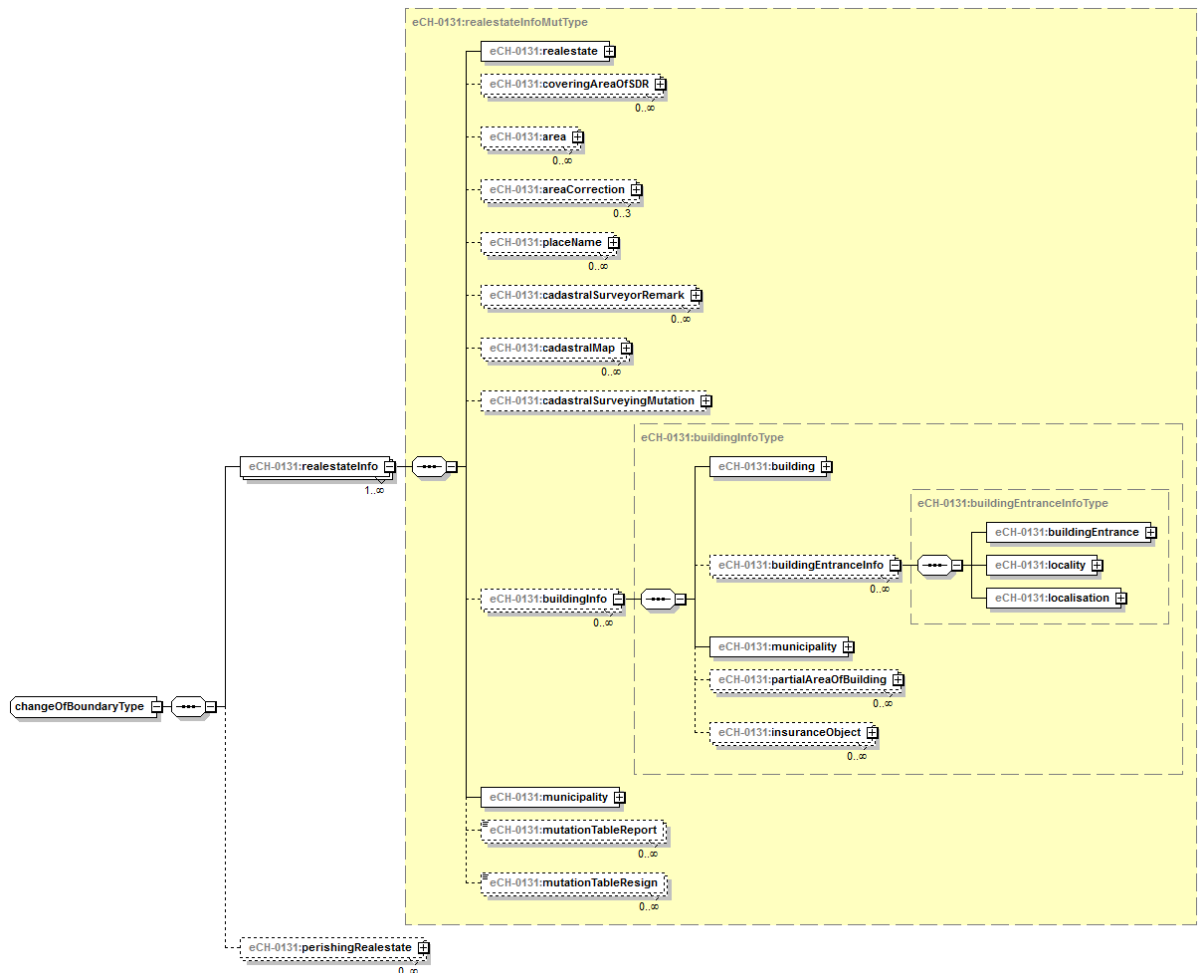 eCH-0131:realestateInfoMutType
eCH-0131:realestate
eCH-0131:coveringAreaOfSDR
0..∞
eCH-0131:area
0..∞
eCH-0131:areaCorrection
0..3
eCH-0131:placeName
0..∞
eCH-0131:cadastralSurveyorRemark
0..∞
eCH-0131:cadastralMap
0..∞
eCH-0131:cadastralSurveyingMutation
eCH-0131:buildingInfoType
eCH-0131:realestateInfo
1..∞
eCH-0131:building
eCH-0131:buildingEntranceInfoType
eCH-0131:buildingEntrance
eCH-0131:buildingEntranceInfo
0..∞
eCH-0131:locality
eCH-0131:localisation
eCH-0131:buildingInfo
0..∞
eCH-0131:municipality
eCH-0131:partialAreaOfBuilding
0..∞
changeOfBoundaryType
eCH-0131:insuranceObject
0..∞
eCH-0131:municipality
eCH-0131:mutationTableReport
0..∞
eCH-0131:mutationTableResign
0..∞
eCH-0131:perishingRealestate
0..∞